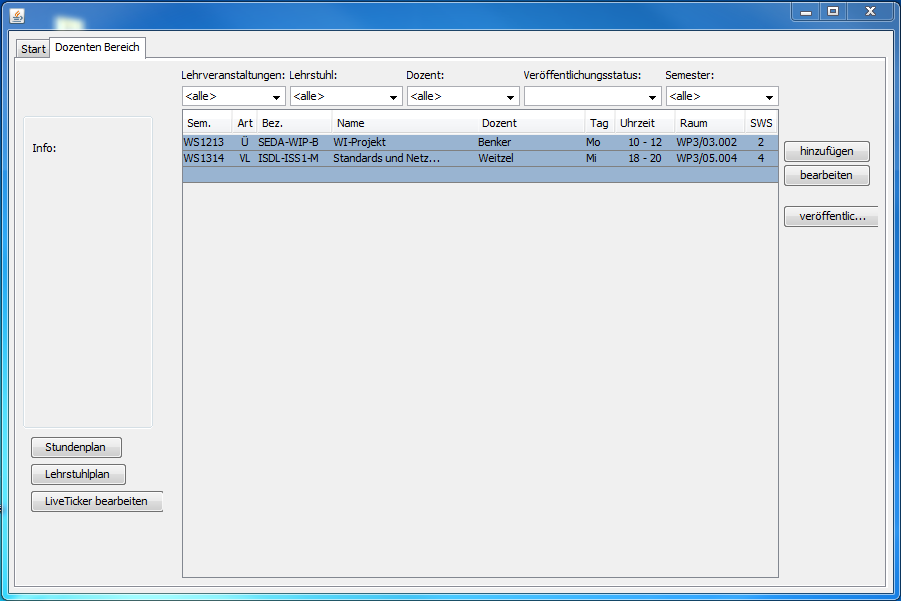 Start Dozenten Bereich
Lehrveranstaltungen: Lehrstuhl: Dozent: Veröffentlichungsstatus: Semester:
<alle> <alle> <alle> <alle>
Sem. Art Bez. Name Dozent Tag Uhrzeit Raum SWS
WS1213 Ü SEDA-WIP-B WI-Projekt Benker Mo 10 - 12 WP3/03.002 2
WS1314 VL ISDL-ISS1-M Standards und Netz... Weitzel Mi 18 - 20 WP3/05.004 4
Info:
hinzufügen
bearbeiten
veröffentlic...
Stundenplan
Lehrstuhlplan
LiveTicker bearbeiten